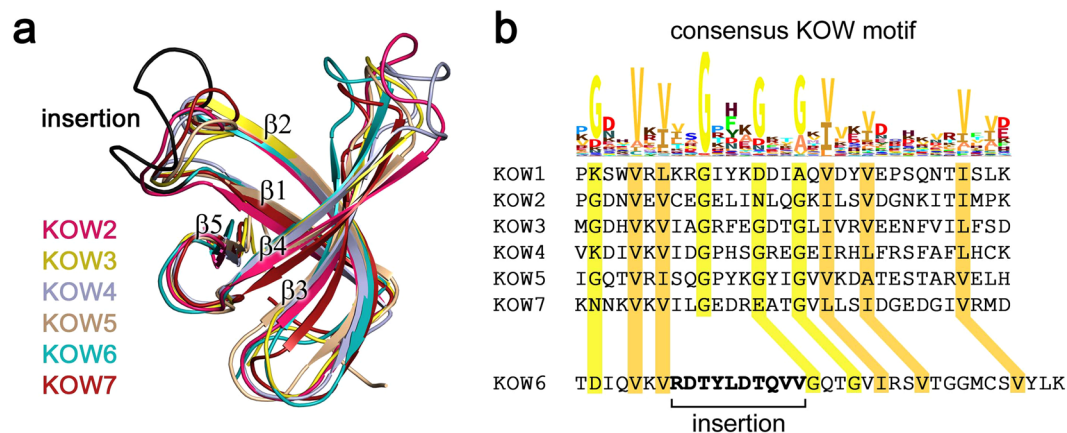 a
insertion
β2
β1
β5
β4
β3
KOW2
KOW3
KOW4
KOW5
KOW6
KOW7
b
consensus KOW motif
KOW1 PKSWVRLKRGIYKDDIAQVDYVEPSQNTISLK
KOW2 PGDNVEVCEGELINLQGKILSVDGNKITIMPK
KOW3 MGDHVKVIAGRFEGDTGLIVRVEENFVILFSD
KOW4 VKDIVKVIDGPHSGREGEIRHLFRSFAFLHCK
KOW5 IGQTVRISQGPYKGYIGVVKDATESTARVELH
KOW7 KNNKVKVILGEDREATGVLLSIDGEDGIVRMD
KOW6 TDIQVKVRDTYLDTQVVGQTGVIRSVTGGMCSVYLK
insertion